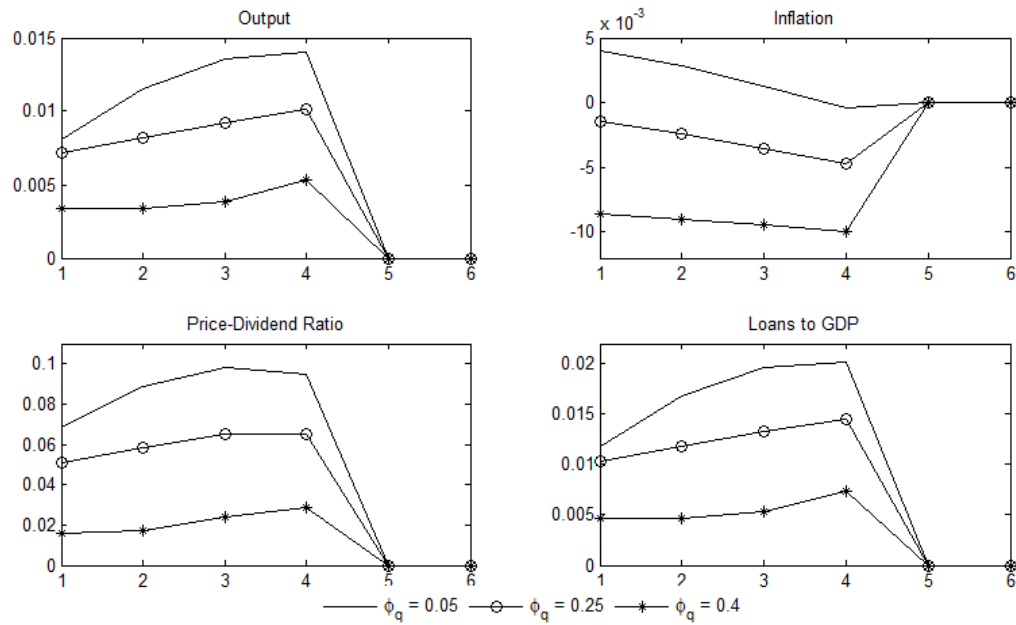 Output
0.015
0.01
0.005
0
1 2 3 4 5 6
Inflation
x 10⁻³
5
0
-5
-10
1 2 3 4 5 6
Price-Dividend Ratio
0.1
0.08
0.06
0.04
0.02
0
1 2 3 4 5 6
Loans to GDP
0.02
0.015
0.01
0.005
0
1 2 3 4 5 6
ϕq = 0.05 ϕq = 0.25 ϕq = 0.4